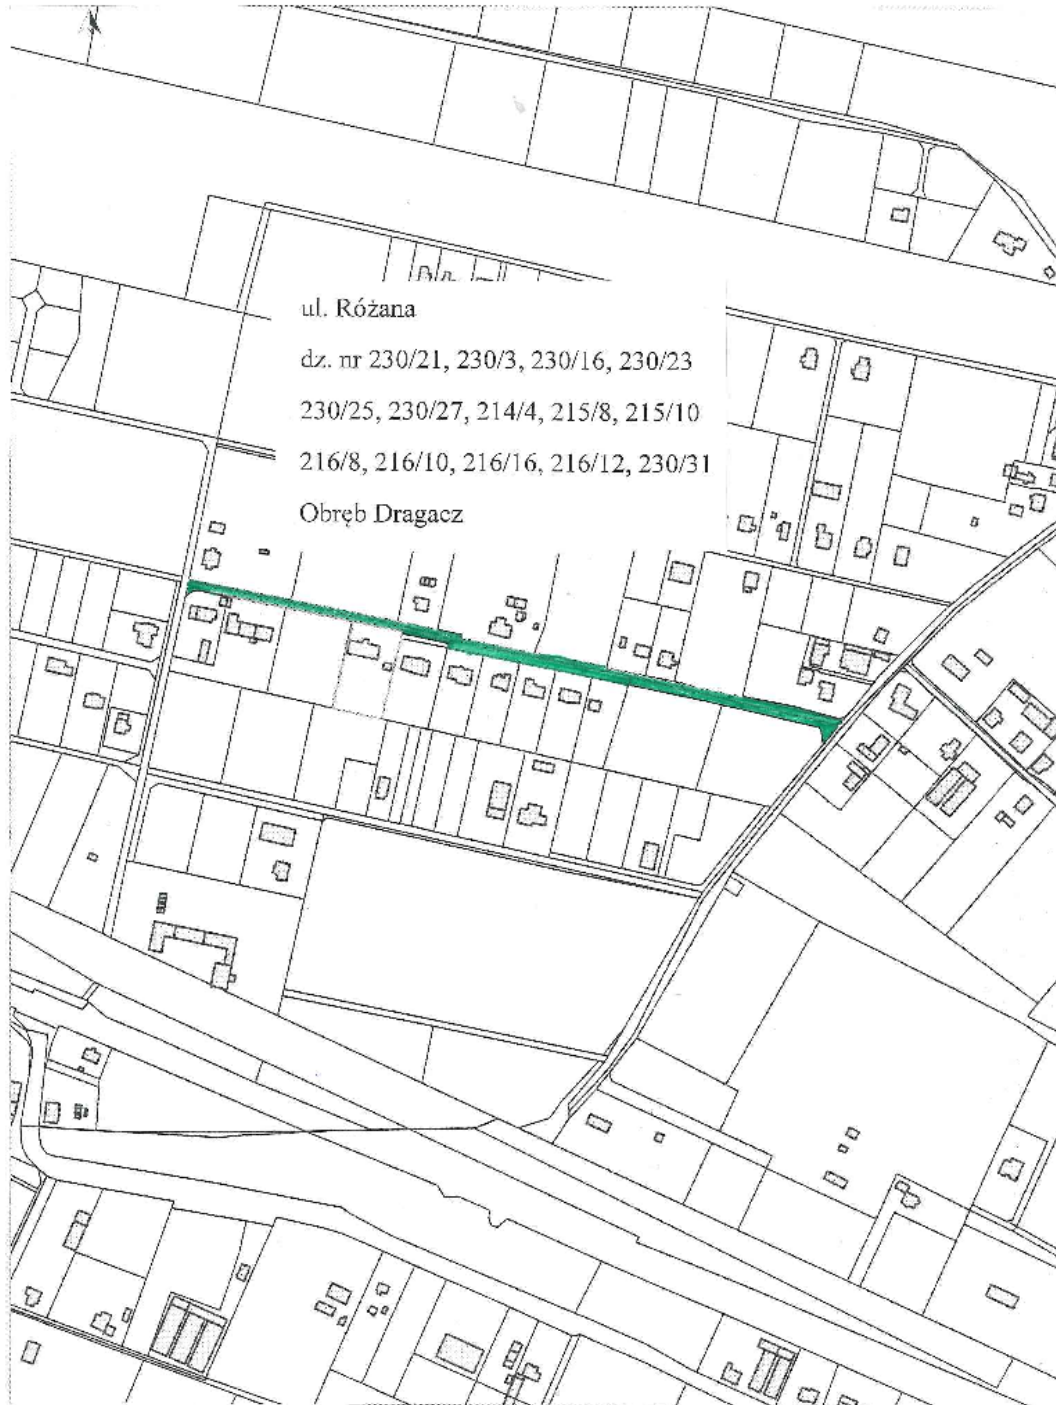 ul. Różana
dz. nr 230/21, 230/3, 230/16, 230/23
230/25, 230/27, 214/4, 215/8, 215/10
216/8, 216/10, 216/16, 216/12, 230/31
Obręb Dragacz